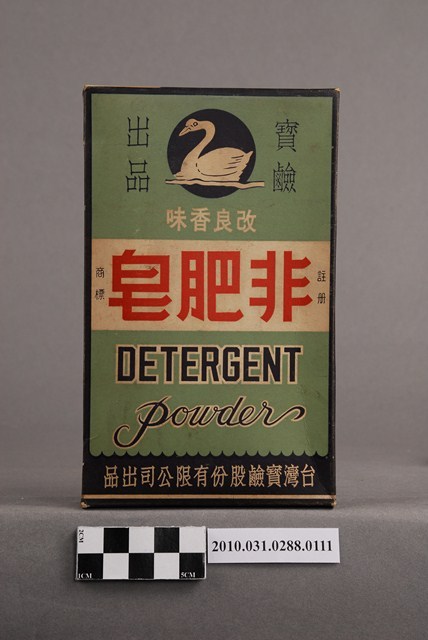 寶鹼
出品
改良香味
註冊
非肥皂
商標
DETERGENT
Powder
台灣寶鹼股份有限公司出品
2CM
1CM
5CM
2010.031.0288.0111